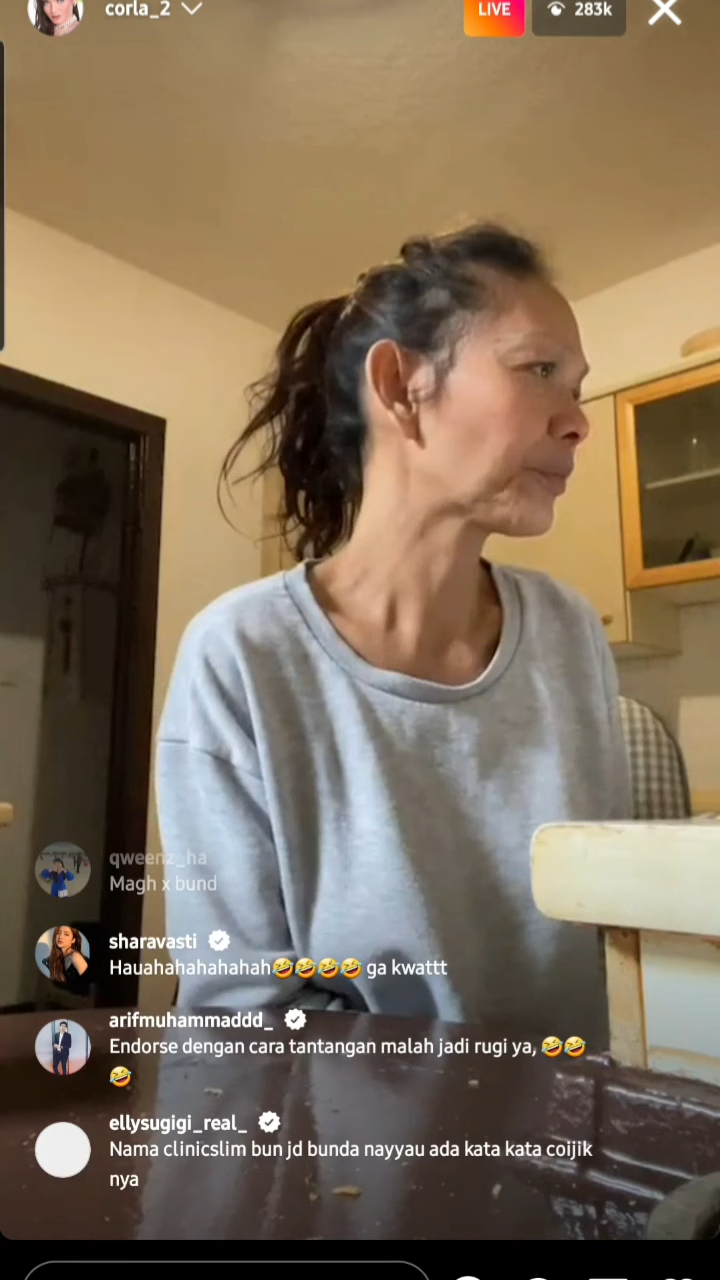 corla_2
LIVE
283k
qweenz_ha
Magh x bund
sharavasti
Hauahahahahahah🤣🤣🤣🤣 ga kwattt
arifmuhammaddd_
Endorse dengan cara tantangan malah jadi rugi ya, 🤣🤣
🤣
ellysugigi_real_
Nama clinicslim bun jd bunda nayyau ada kata kata coijik
nya